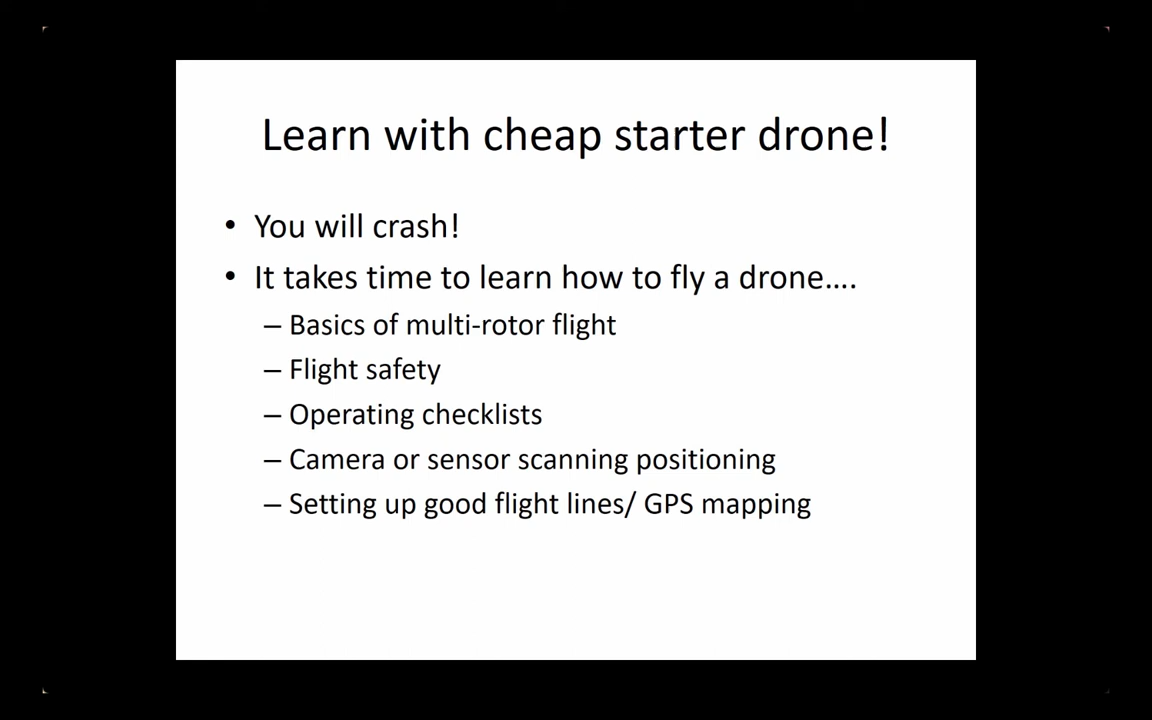 Learn with cheap starter drone!
• You will crash!
• It takes time to learn how to fly a drone….
– Basics of multi-rotor flight
– Flight safety
– Operating checklists
– Camera or sensor scanning positioning
– Setting up good flight lines/ GPS mapping